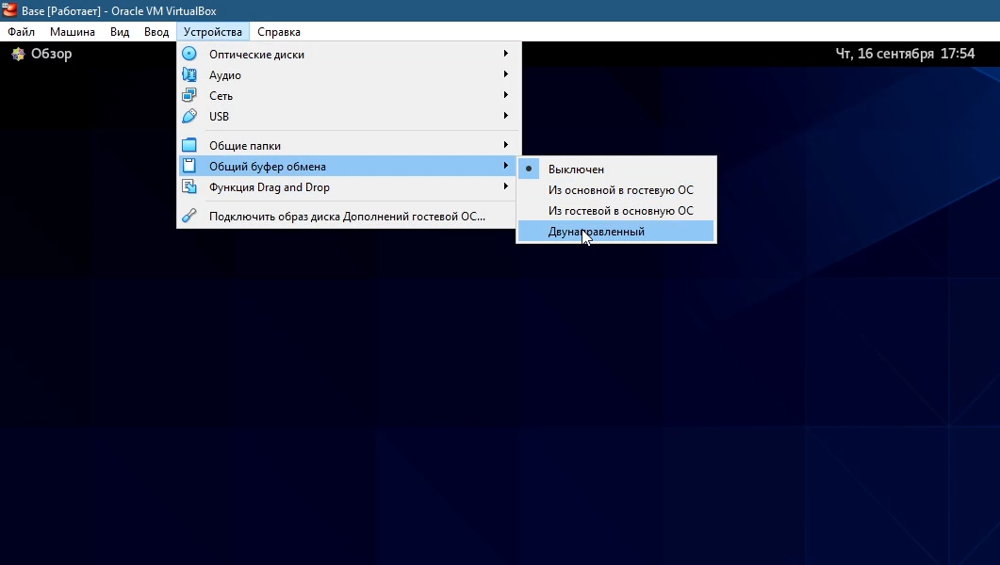 Base [Работает] - Oracle VM VirtualBox
Файл Машина Вид Ввод Устройства Справка
Обзор Чт, 16 сентября 17:54
Оптические диски
Аудио
Сеть
USB
Общие папки
Общий буфер обмена
Функция Drag and Drop
Подключить образ диска Дополнений гостевой ОС...
Выключен
Из основной в гостевую ОС
Из гостевой в основную ОС
Двунаправленный